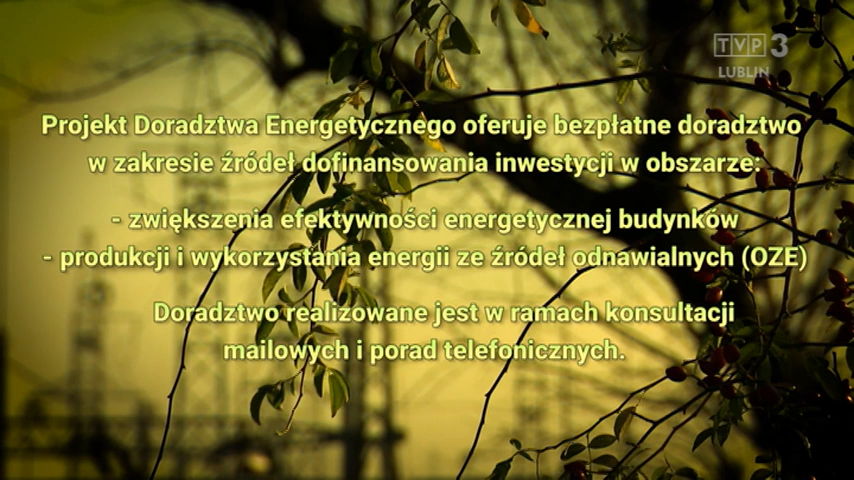 TVP3
LUBLIN
Projekt Doradztwa Energetycznego oferuje bezpłatne doradztwo
w zakresie źródeł dofinansowania inwestycji w obszarze:
- zwiększenia efektywności energetycznej budynków
- produkcji i wykorzystania energii ze źródeł odnawialnych (OZE)
Doradztwo realizowane jest w ramach konsultacji
mailowych i porad telefonicznych.